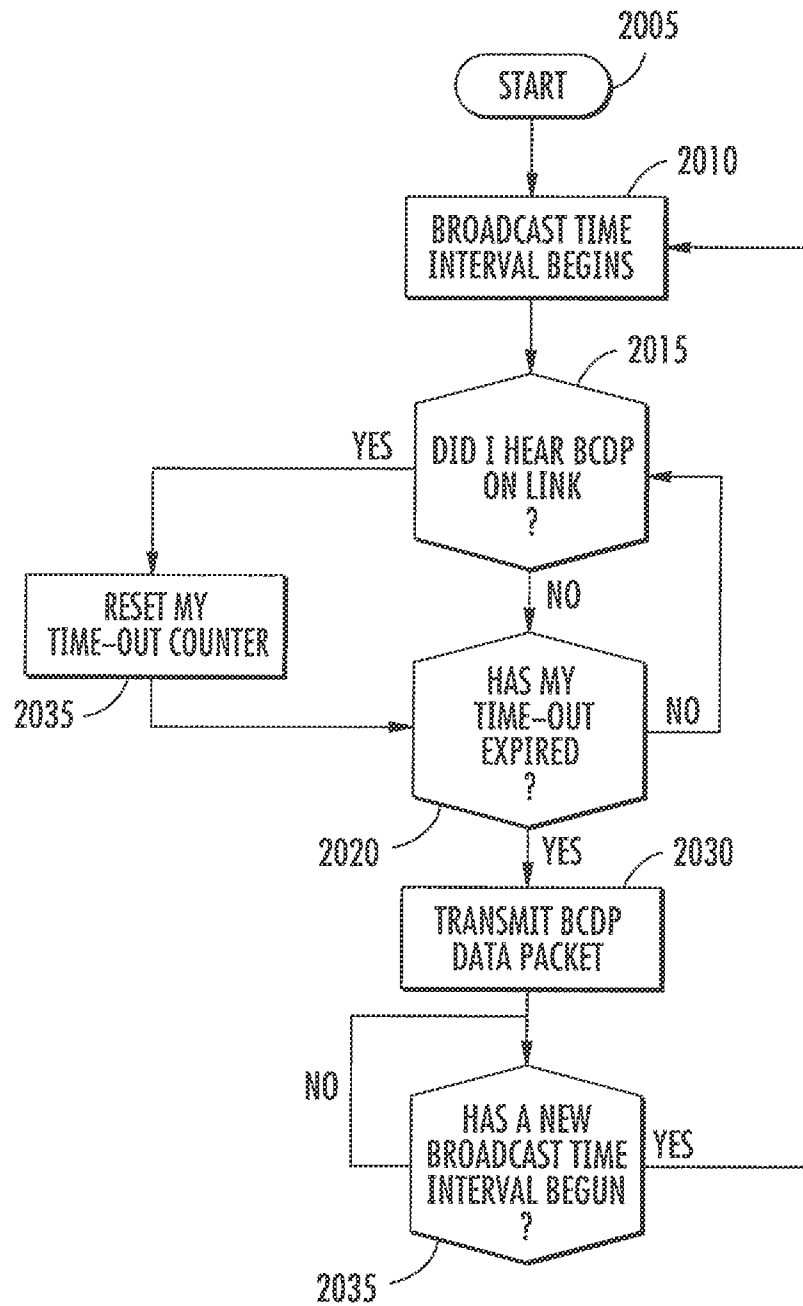 2005
START
2010
BROADCAST TIME
INTERVAL BEGINS
2015
YES
DID I HEAR BCDP
ON LINK
?
NO
RESET MY
TIME-OUT COUNTER
2035
HAS MY
TIME-OUT
EXPIRED
?
NO
2020
YES
2030
TRANSMIT BCDP
DATA PACKET
NO
HAS A NEW
BROADCAST TIME
INTERVAL BEGUN
?
YES
2035